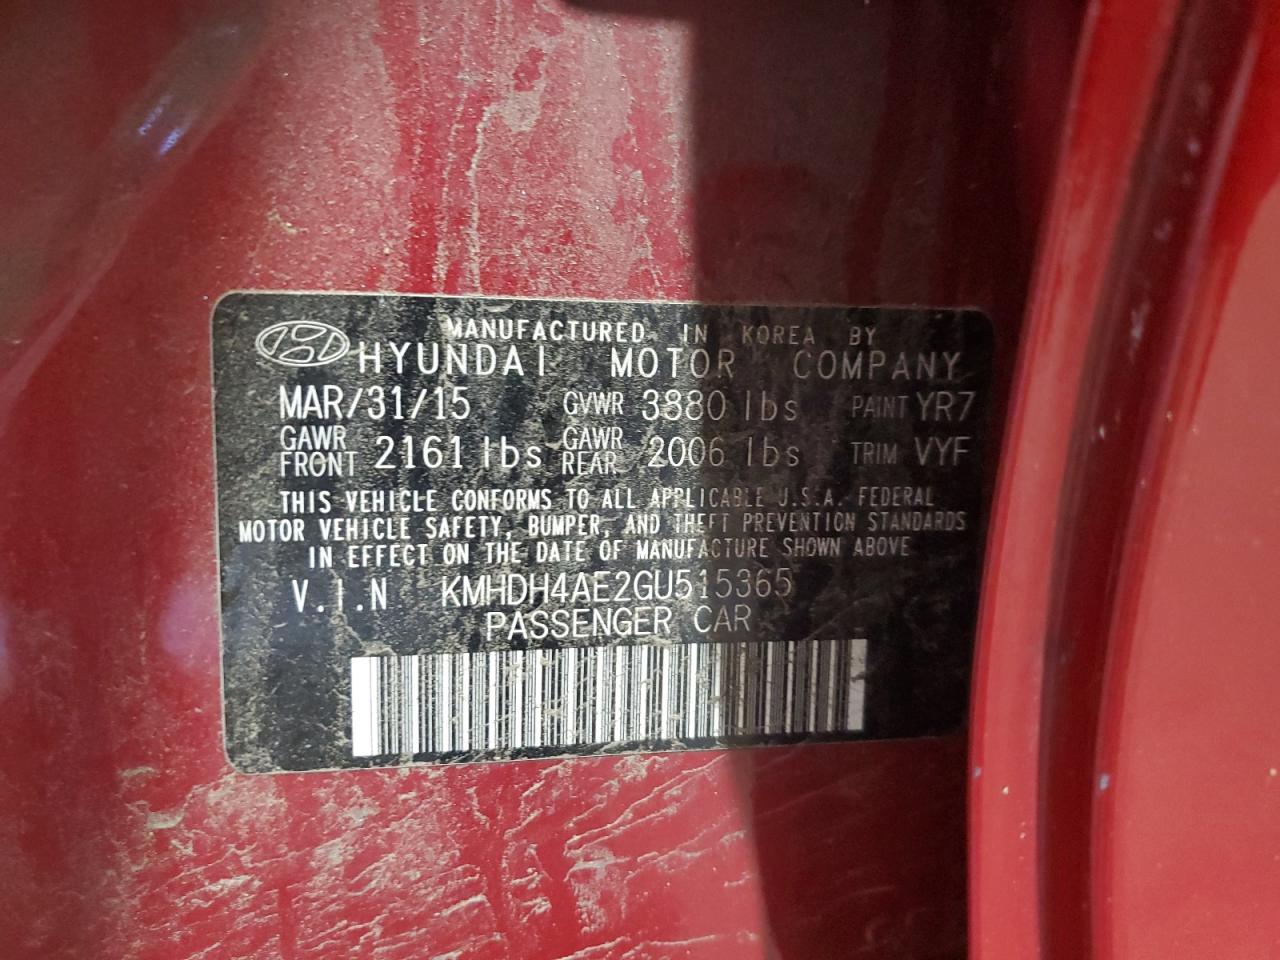 MANUFACTURED IN KOREA BY
HYUNDAI MOTOR COMPANY
MAR/31/15 GVWR 3880 lbs PAINT YR7
GAWR FRONT 2161 lbs GAWR REAR 2006 lbs TRIM VYF
THIS VEHICLE CONFORMS TO ALL APPLICABLE U.S.A. FEDERAL
MOTOR VEHICLE SAFETY, BUMPER, AND THEFT PREVENTION STANDARDS
IN EFFECT ON THE DATE OF MANUFACTURE SHOWN ABOVE
V.I.N KMHDH4AE2GU515365
PASSENGER CAR